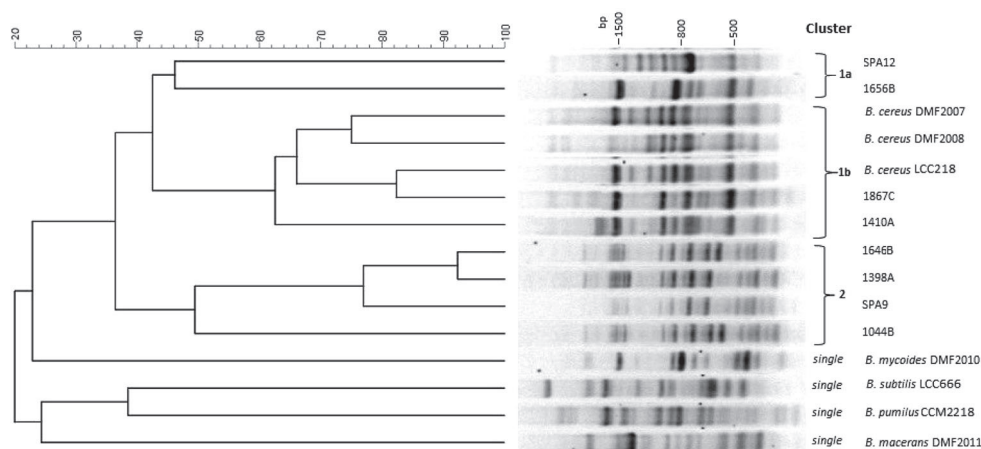 20 30 40 50 60 70 80 90 100
bp 1500 800 500
Cluster
SPA12
1a
1656B
B. cereus DMF2007
B. cereus DMF2008
B. cereus LCC218
1b
1867C
1410A
1646B
1398A
2
SPA9
1044B
single B. mycoides DMF2010
single B. subtilis LCC666
single B. pumilus CCM2218
single B. macerans DMF2011